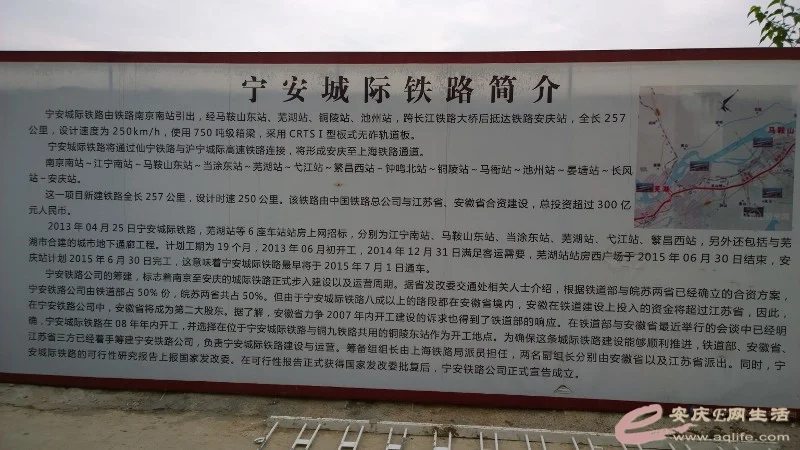 宁安城际铁路简介
宁安城际铁路由铁路南京南站引出，经马鞍山东站、芜湖站、铜陵站、池州站，跨长江铁路大桥后抵达铁路安庆站，全长257
公里，设计速度为250km/h，使用750吨级箱梁，采用CRTSⅠ型板式无砟轨道板。
宁安城际铁路将通过仙宁铁路与沪宁城际高速铁路连接，将形成安庆至上海铁路通道。
南京南站～江宁南站～马鞍山东站～当涂东站～芜湖站～弋江站～繁昌西站～钟鸣北站～铜陵站～马衙站～池州站～晏塘站～长风
站～安庆站。
这一项目新建铁路全长257公里，设计时速250公里。该铁路由中国铁路总公司与江苏省、安徽省合资建设，总投资超过300亿
元人民币。
2013年04月25日宁安城际铁路，芜湖站等6座车站站房上网招标，分别为江宁南站、马鞍山东站、当涂东站、芜湖站、弋江站、繁昌西站，另外还包括与芜
湖市合建的城市地下通廊工程。计划工期为19个月，2013年06月初开工，2014年12月31日满足客运需要，芜湖站站房西广场于2015年06月30日结束，安
庆站计划2015年6月30日完工，这意味着宁安城际铁路最早将于2015年7月1日通车。
宁安铁路公司的筹建，标志着南京至安庆的城际铁路正式步入建设以及运营周期。据省发改委交通处相关人士介绍，根据铁道部与皖苏两省已经确立的合资方案，
宁安铁路公司由铁道部占50%份，皖苏两省共占50%。但由于宁安城际铁路八成以上的路段都在安徽省境内，安徽在铁道建设上投入的资金将超过江苏省，因此，
在宁安铁路公司中，安徽省将成为第二大股东。据了解，安徽省力争2007年内开工建设的诉求也得到了铁道部的响应。在铁道部与安徽省最近举行的会谈中已经明
确，宁安城际铁路在08年年内开工，并选择在位于宁安城际铁路与铜九铁路共用的铜陵东站作为开工地点。为确保这条城际铁路建设能够顺利推进，铁道部、安徽省、
江苏省三方已经着手筹建宁安铁路公司，负责宁安城际铁路建设与运营。筹备组组长由上海铁路局派员担任，两名副组长分别由安徽省以及江苏省派出。同时，宁
安城际铁路的可行性研究报告上报国家发改委。在可行性报告正式获得国家发改委批复后，宁安铁路公司正式宣告成立。
马鞍山
安庆E网生活
www.aqlife.com